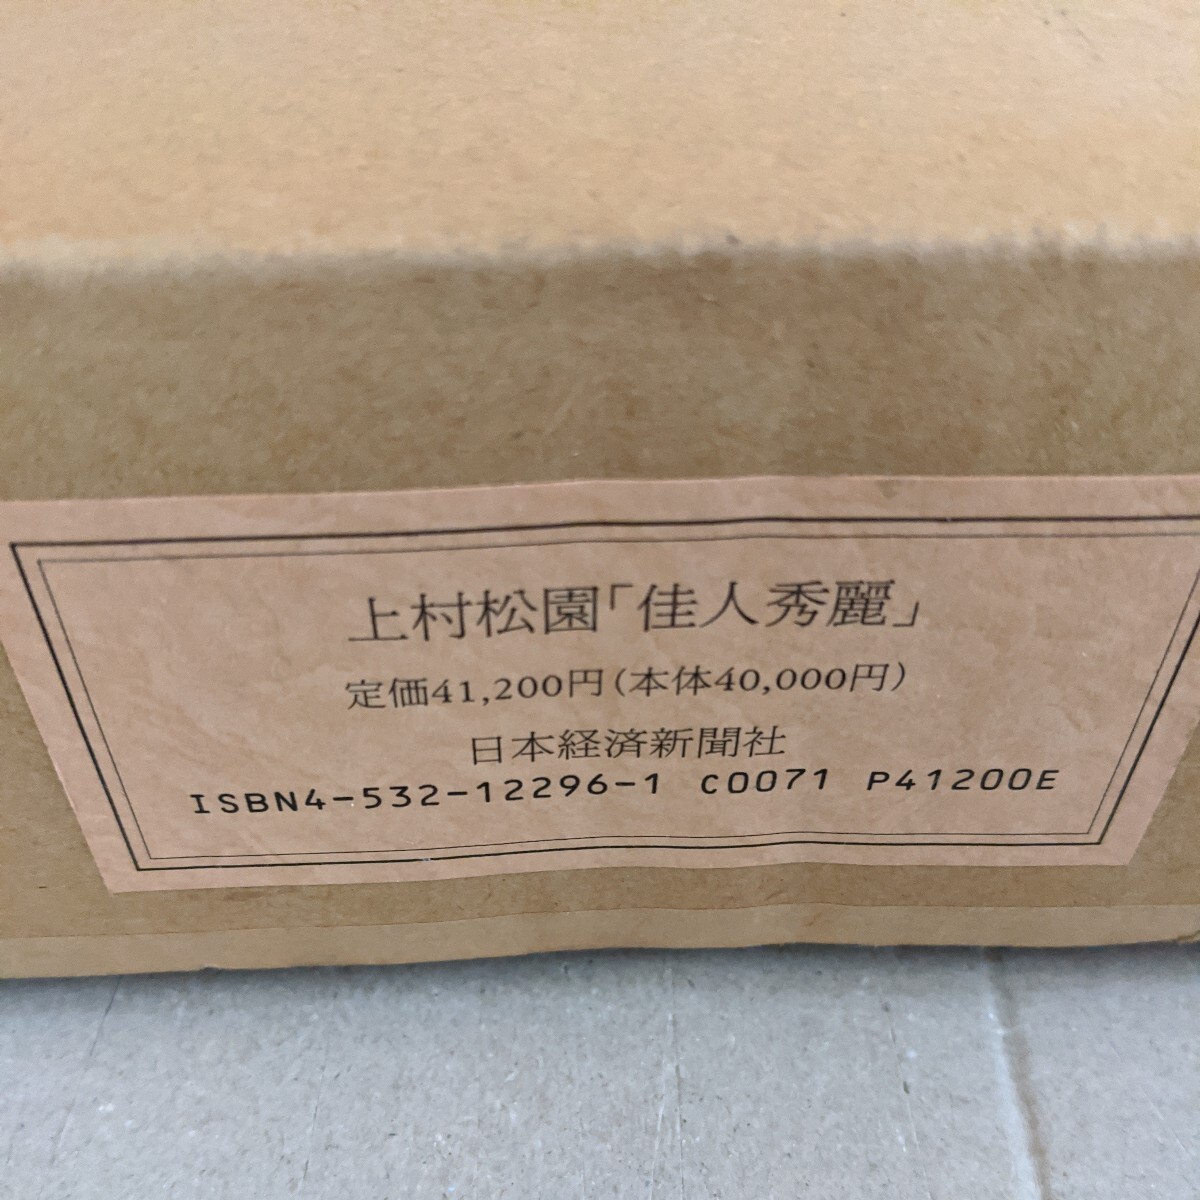 上村松園「佳人秀麗」
定価41,200円(本体40,000円)
日本経済新聞社
ISBN4-532-12296-1 C0071 P41200E